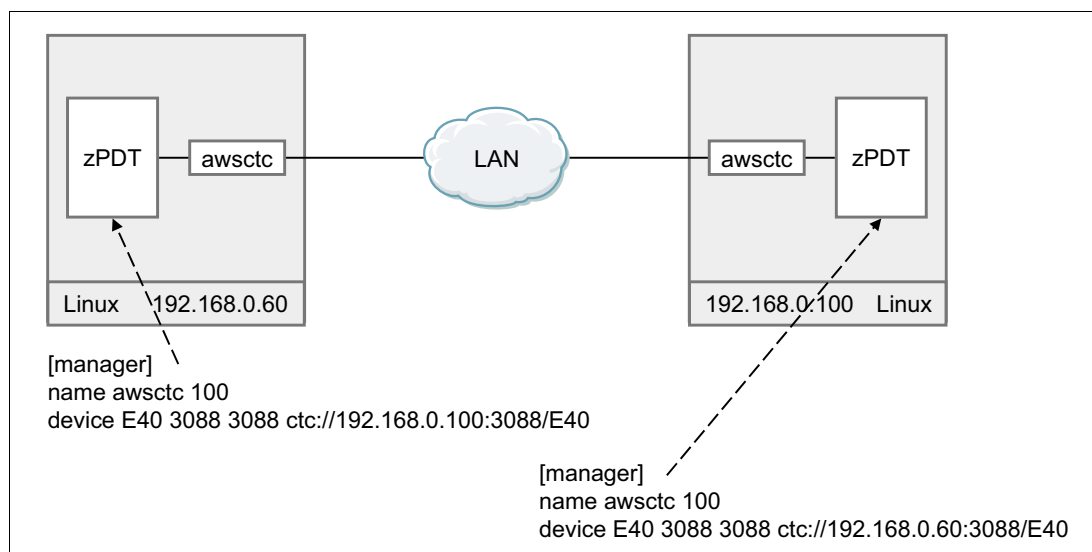 zPDT
awsctc
LAN
awsctc
zPDT
Linux 192.168.0.60
192.168.0.100 Linux
[manager]
name awsctc 100
device E40 3088 3088 ctc://192.168.0.100:3088/E40
[manager]
name awsctc 100
device E40 3088 3088 ctc://192.168.0.60:3088/E40